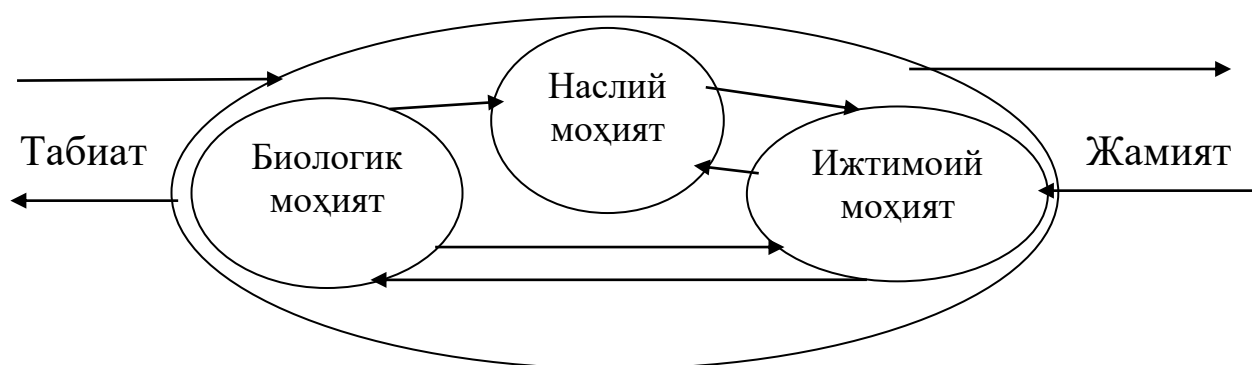 Табиат
Биологик
моҳият
Наслий
моҳият
Ижтимоий
моҳият
Жамият